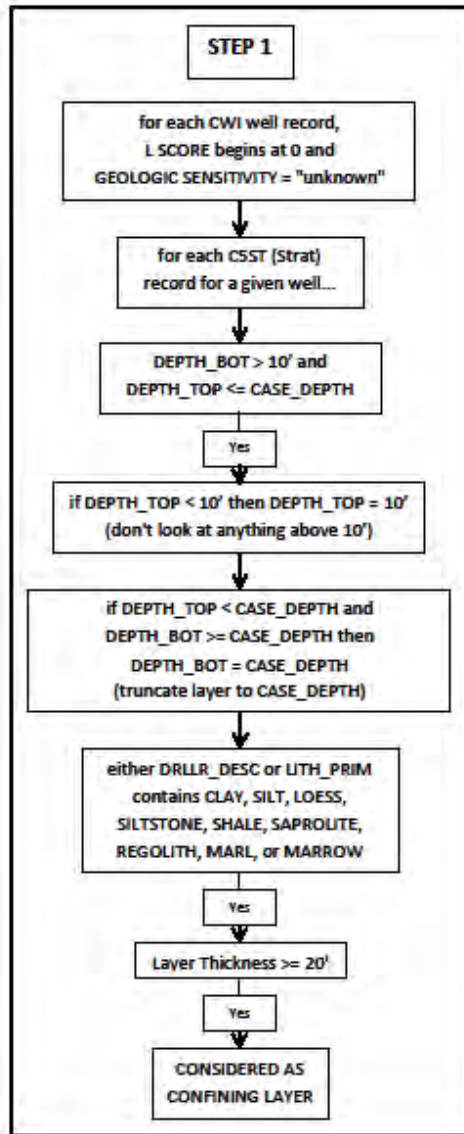 STEP 1
for each CWI well record,
L SCORE begins at 0 and
GEOLOGIC SENSITIVITY = "unknown"
for each C5ST (Strat)
record for a given well...
DEPTH_BOT > 10' and
DEPTH_TOP <= CASE_DEPTH
Yes
if DEPTH_TOP < 10' then DEPTH_TOP = 10'
(don't look at anything above 10')
if DEPTH_TOP < CASE_DEPTH and
DEPTH_BOT >= CASE_DEPTH then
DEPTH_BOT = CASE_DEPTH
(truncate layer to CASE_DEPTH)
either DRLLR_DESC or LITH_PRIM
contains CLAY, SILT, LOESS,
SILTSTONE, SHALE, SAPROLITE,
REGOLITH, MARL, or MARROW
Yes
Layer Thickness >= 20'
Yes
CONSIDERED AS
CONFINING LAYER